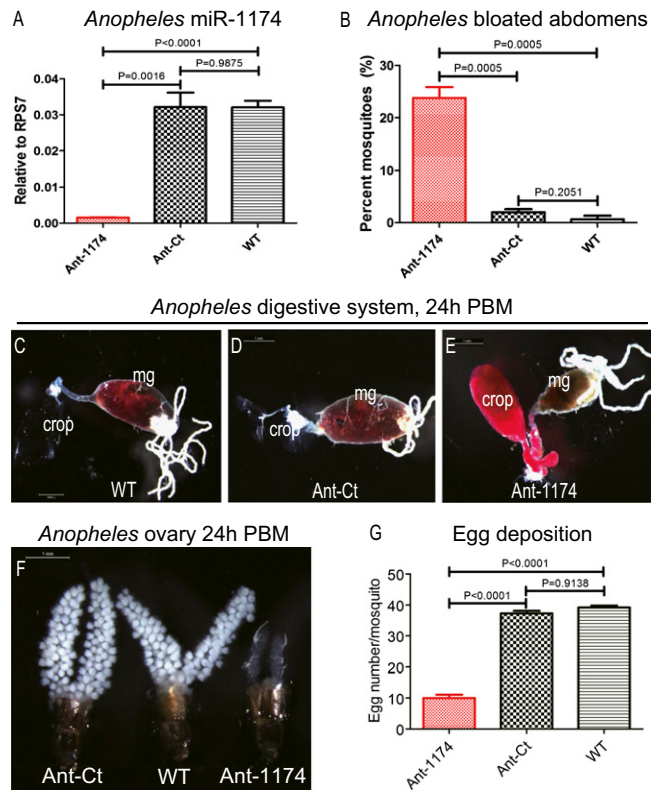 A
Anopheles miR-1174
P<0.0001
P=0.0016
P=0.9875
Relative to RPS7
0.04
0.03
0.02
0.01
0.00
Ant-1174
Ant-Ct
WT
B
Anopheles bloated abdomens
P=0.0005
P=0.0005
P=0.2051
Percent mosquitoes (%)
30
20
10
0
Ant-1174
Ant-Ct
WT
Anopheles digestive system, 24h PBM
C
mg
crop
WT
D
mg
crop
Ant-Ct
E
crop
mg
Ant-1174
Anopheles ovary 24h PBM
F
1 mm
Ant-Ct
WT
Ant-1174
G
Egg deposition
P<0.0001
P<0.0001
P=0.9138
Egg number/mosquito
50
40
30
20
10
0
Ant-1174
Ant-Ct
WT